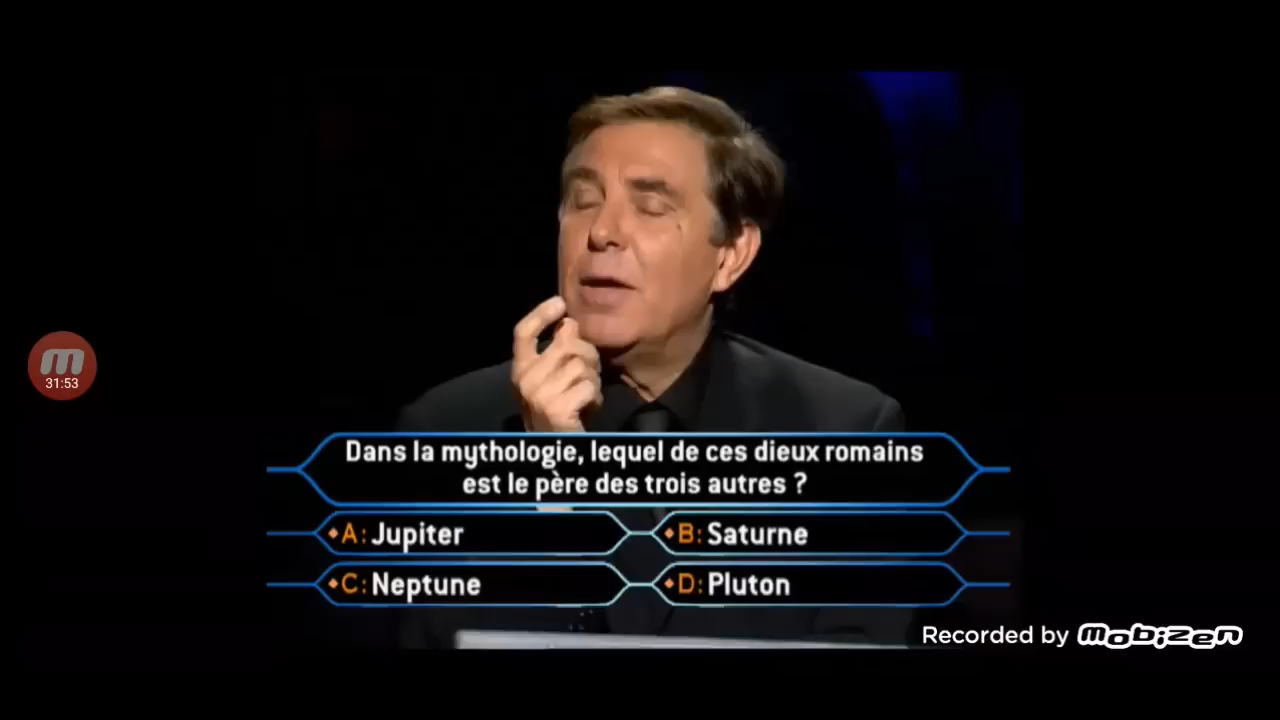 Dans la mythologie, lequel de ces dieux romains
est le père des trois autres ?
A: Jupiter
B: Saturne
C: Neptune
D: Pluton
31:53
Recorded by mobizen